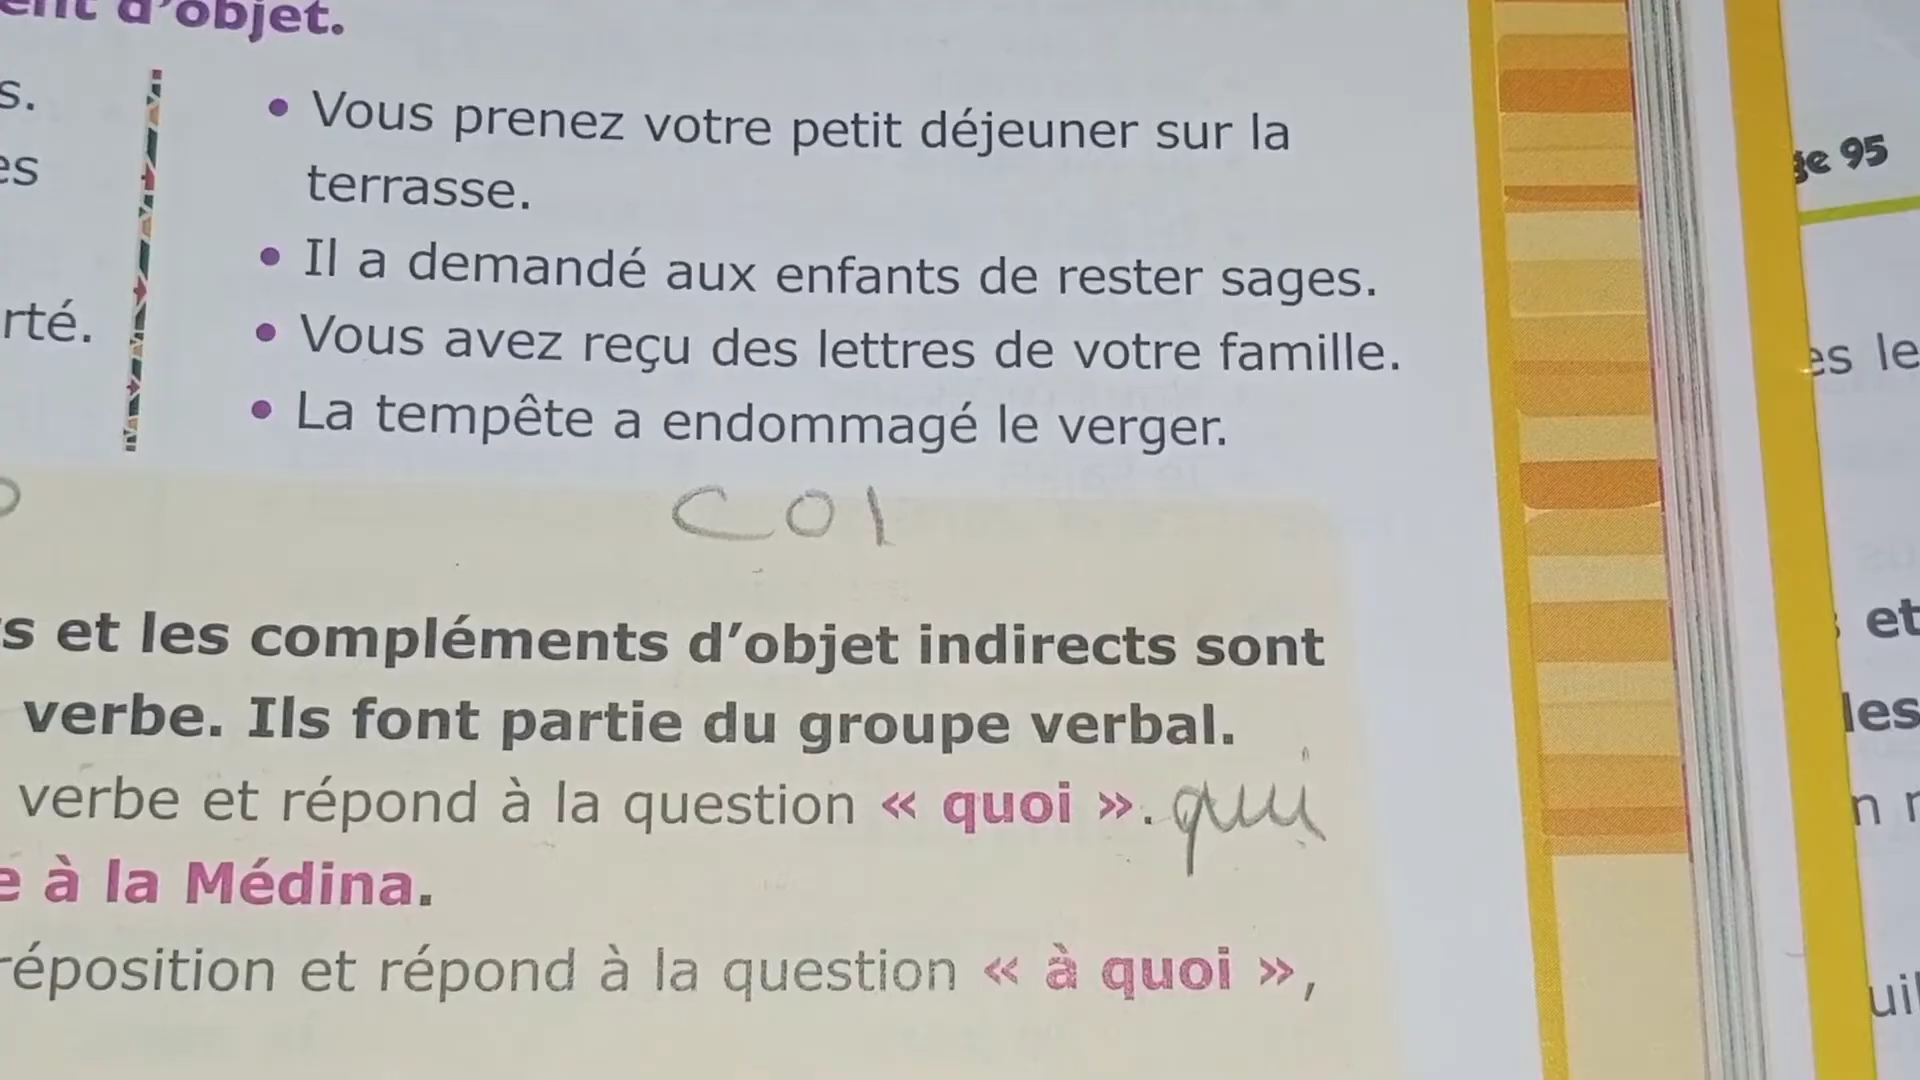 d'objet.
s.
es
rté.
• Vous prenez votre petit déjeuner sur la
terrasse.
• Il a demandé aux enfants de rester sages.
• Vous avez reçu des lettres de votre famille.
• La tempête a endommagé le verger.
COI
s et les compléments d'objet indirects sont
verbe. Ils font partie du groupe verbal.
verbe et répond à la question « quoi ». qui
e à la Médina.
réposition et répond à la question « à quoi »,
ge 95
es le
et
les